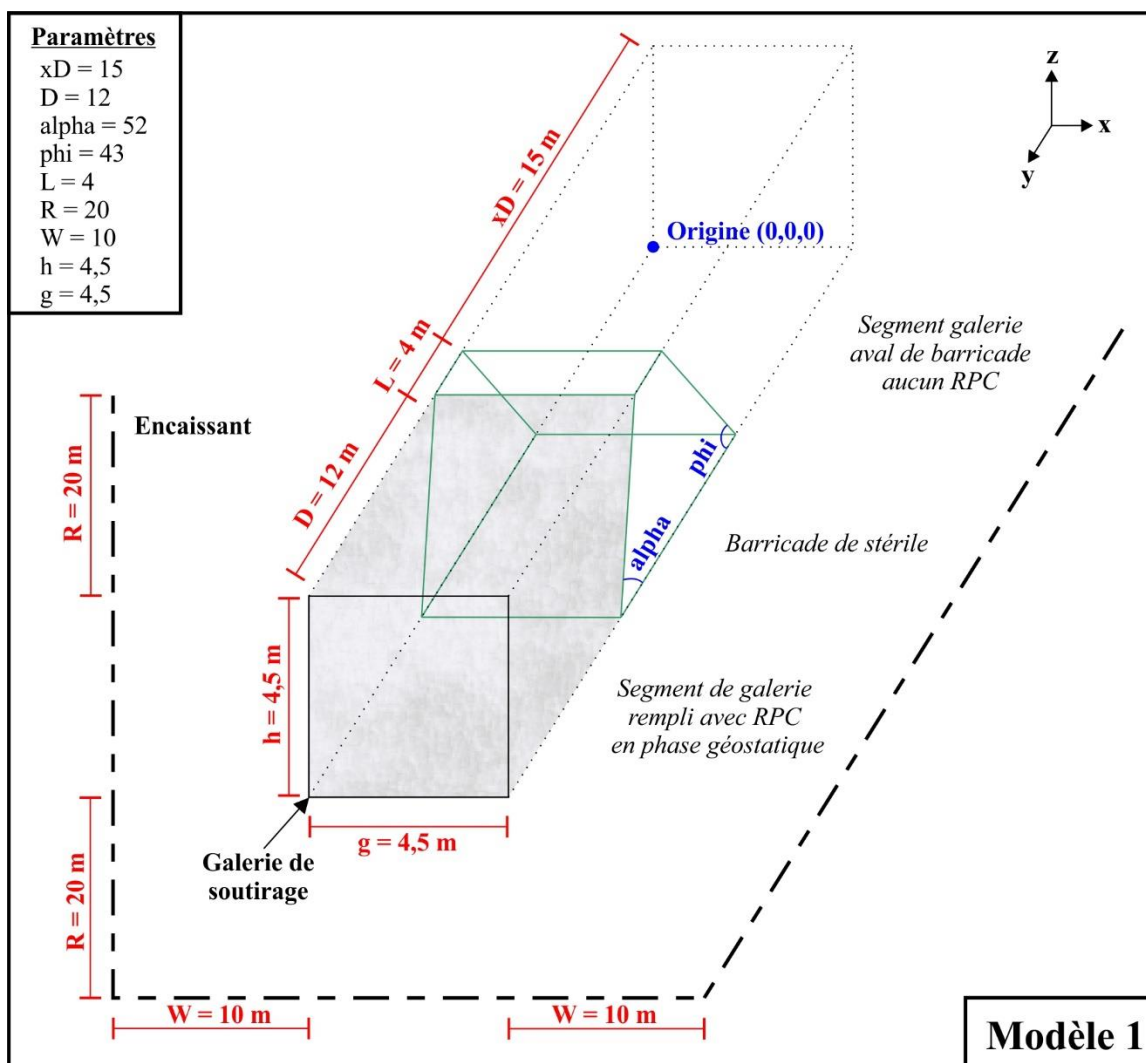 Paramètres
xD = 15
D = 12
alpha = 52
phi = 43
L = 4
R = 20
W = 10
h = 4,5
g = 4,5
z
x
y
xD = 15 m
Origine (0,0,0)
Segment galerie
aval de barricade
aucun RPC
L = 4 m
Encaissant
D = 12 m
R = 20 m
phi
alpha
Barricade de stérile
h = 4,5 m
Segment de galerie
rempli avec RPC
en phase géostatique
g = 4,5 m
Galerie de
soutirage
R = 20 m
W = 10 m
W = 10 m
Modèle 1